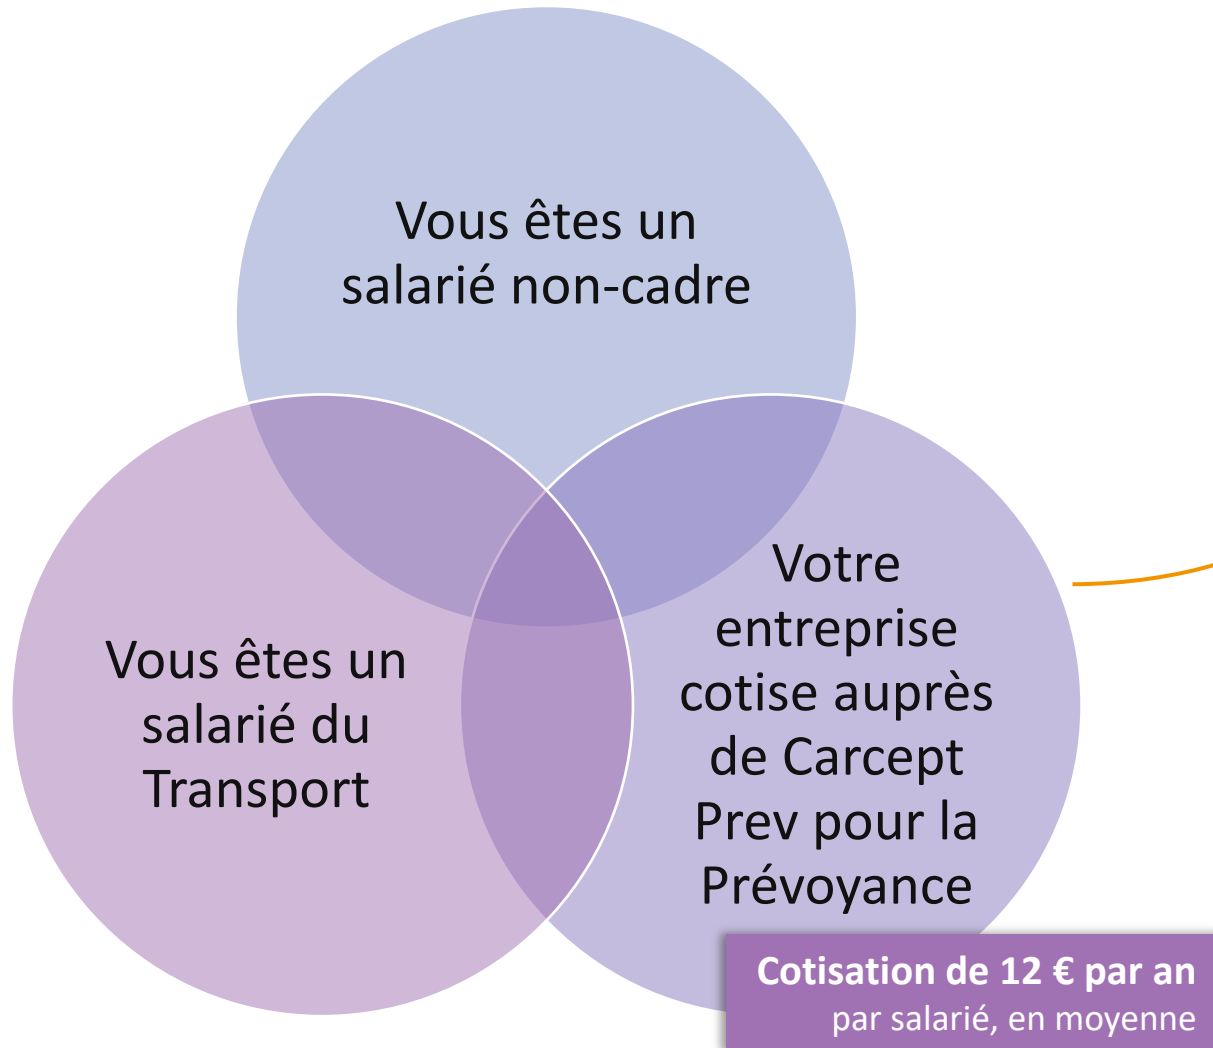 Vous êtes un
salarié non-cadre
Vous êtes un
salarié du
Transport
Votre
entreprise
cotise auprès
de Carcept
Prev pour la
Prévoyance
Cotisation de 12 € par an
par salarié, en moyenne